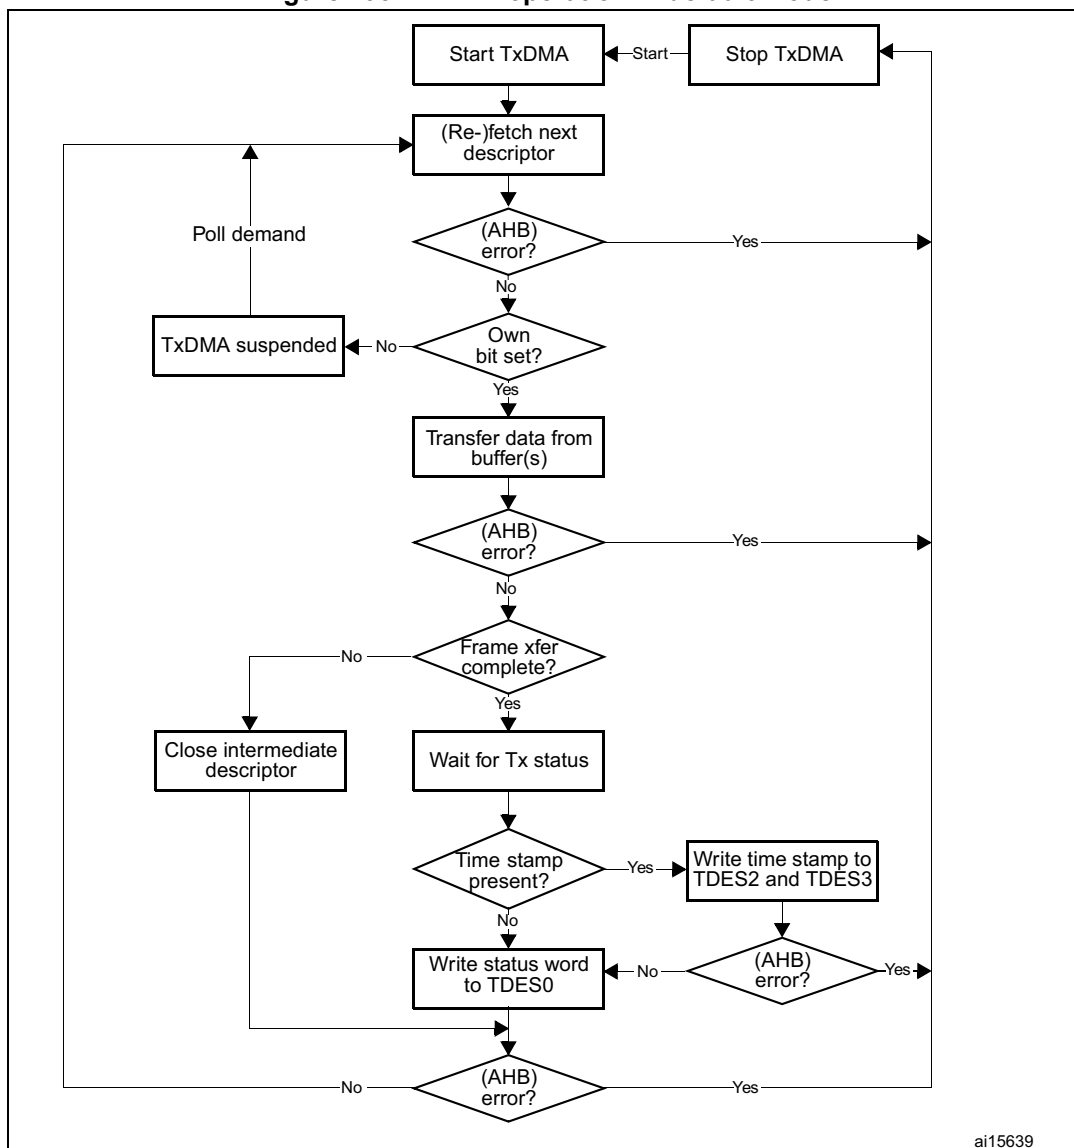 Start TxDMA
Start
Stop TxDMA
(Re-)fetch next
descriptor
(AHB)
error?
Yes
Poll demand
No
TxDMA suspended
No
Own
bit set?
Yes
Transfer data from
buffer(s)
(AHB)
error?
Yes
No
No
Frame xfer
complete?
Yes
Close intermediate
descriptor
Wait for Tx status
Time stamp
present?
Yes
Write time stamp to
TDES2 and TDES3
No
Write status word
to TDES0
No
(AHB)
error?
Yes
No
(AHB)
error?
Yes
ai15639